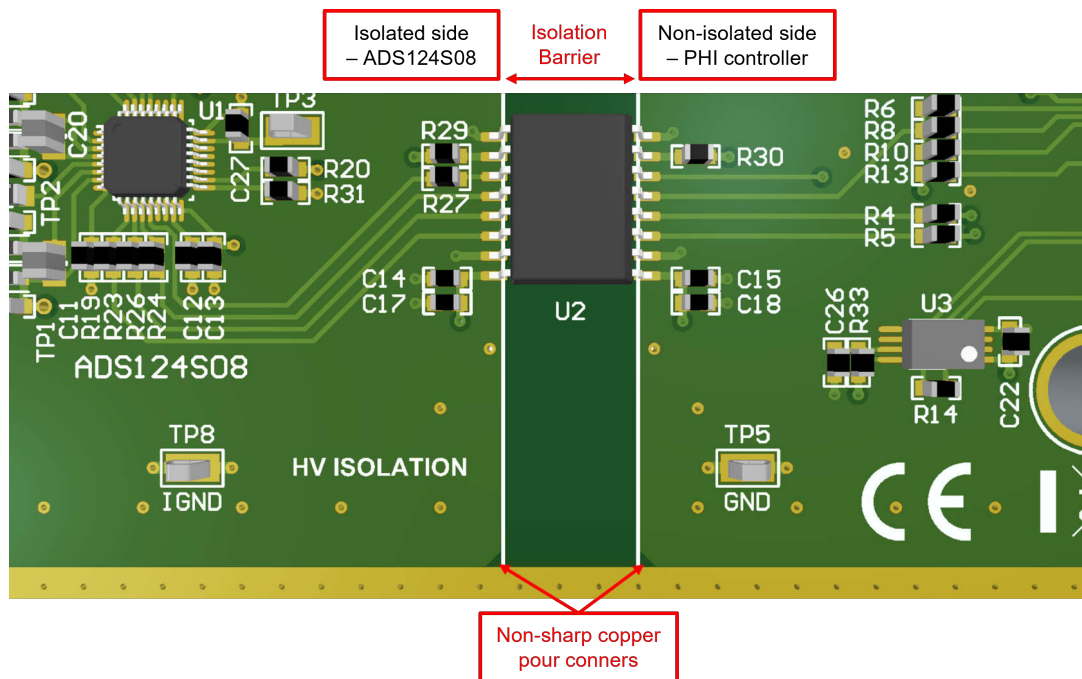 Isolated side
– ADS124S08
Isolation
Barrier
Non-isolated side
– PHI controller
C20
U1
TP3
C27
R20
R31
TP2
R29
R27
R30
R6
R8
R10
R13
R4
R5
C14
C17
C15
C18
U2
TP1
C11
R19
R23
R26
R24
C12
C13
ADS124S08
C26
R33
U3
R14
C22
TP8
IGND
HV ISOLATION
TP5
GND
CE
Non-sharp copper
pour conners